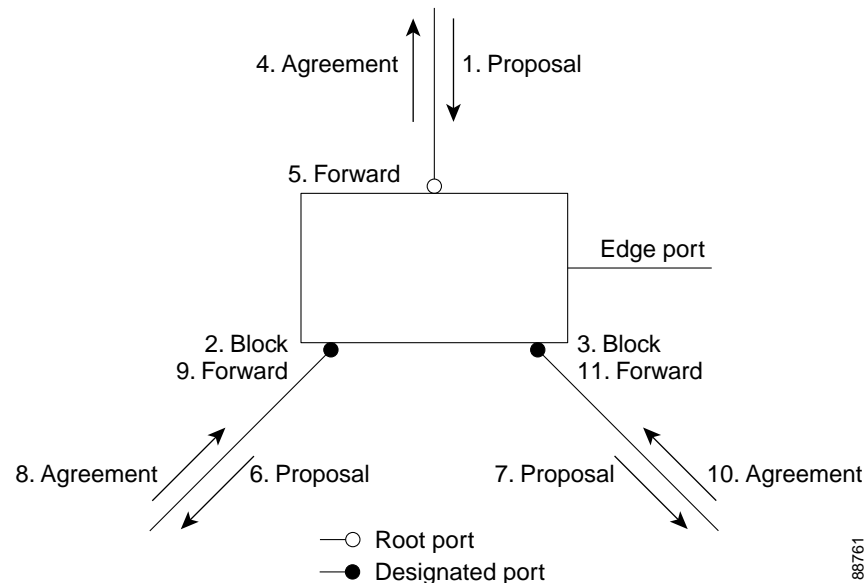 4. Agreement
1. Proposal
5. Forward
Edge port
2. Block
9. Forward
3. Block
11. Forward
8. Agreement
6. Proposal
7. Proposal
10. Agreement
Root port
Designated port
88761